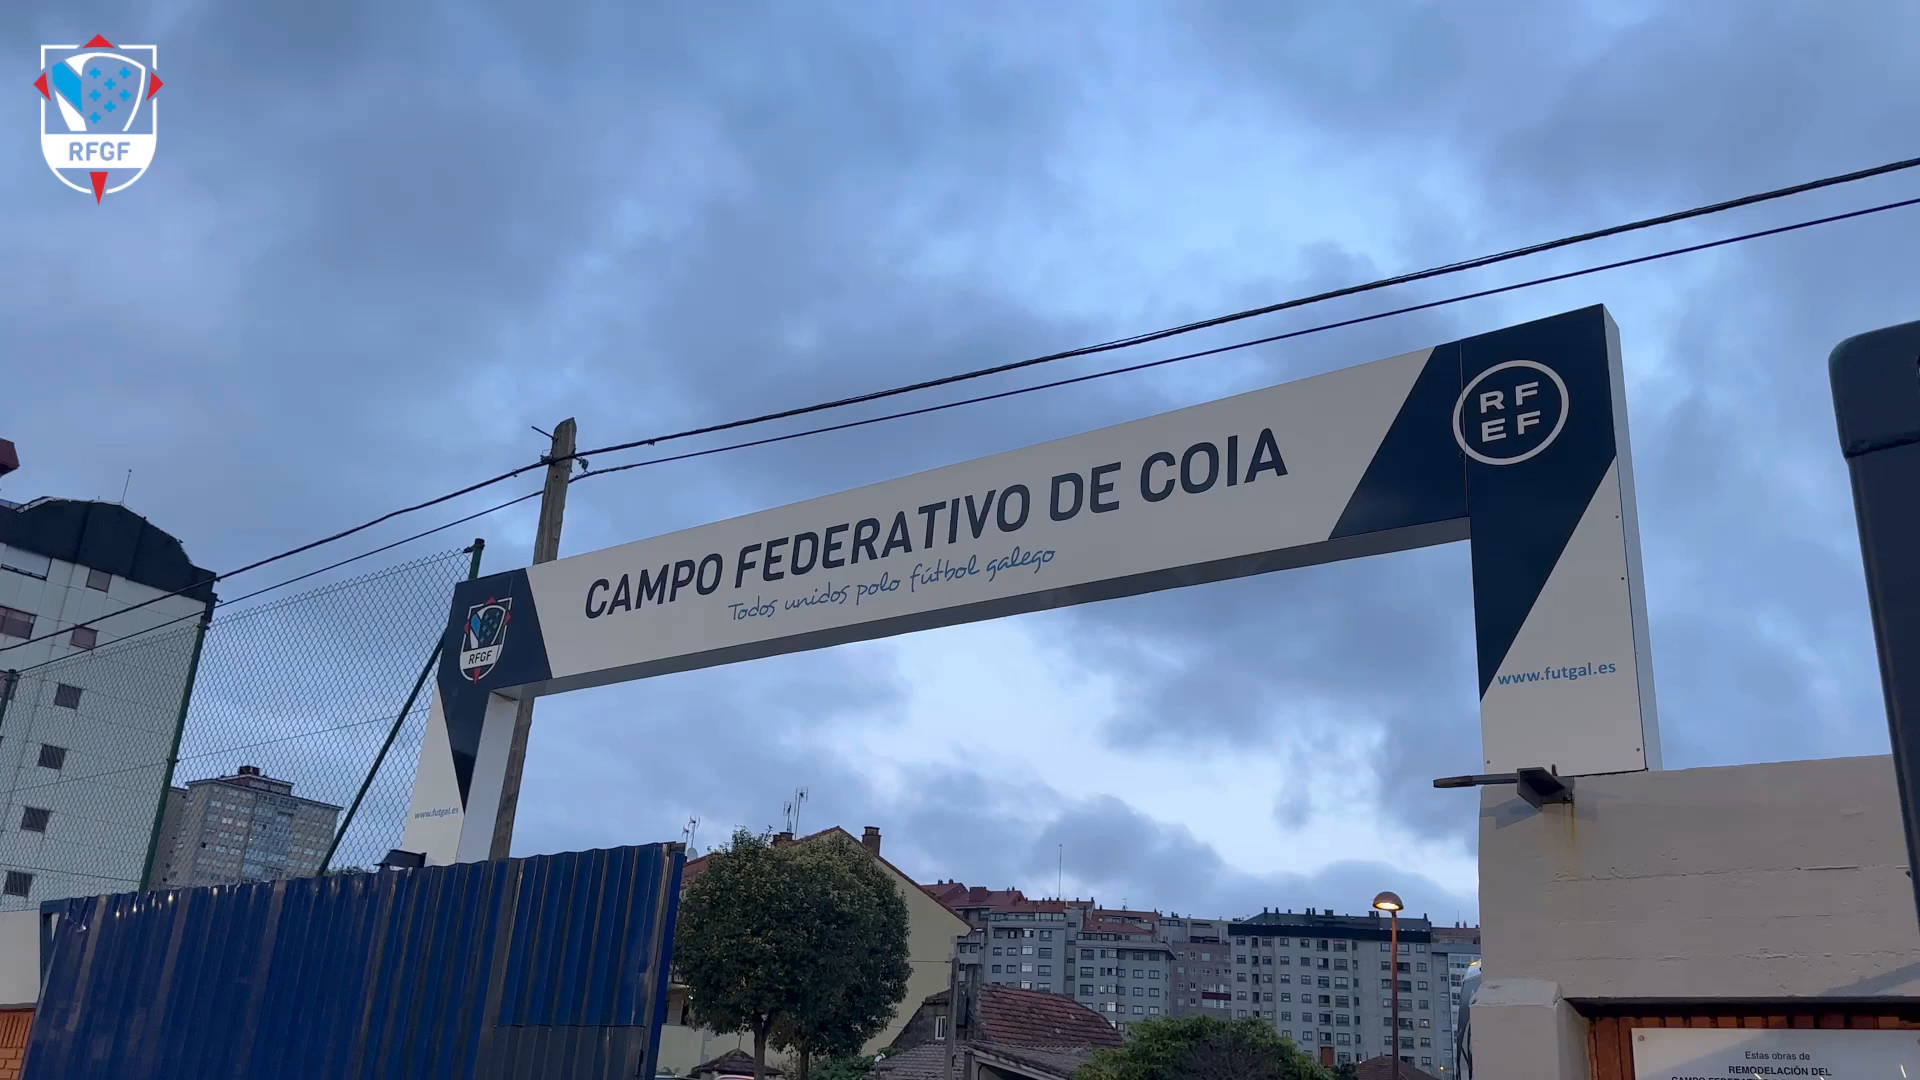 RFGF
CAMPO FEDERATIVO DE COIA
Todos unidos polo fútbol galego
RFGF
RF
EF
www.futgal.es
www.futgal.es
Estas obras de
REMODELACIÓN DEL